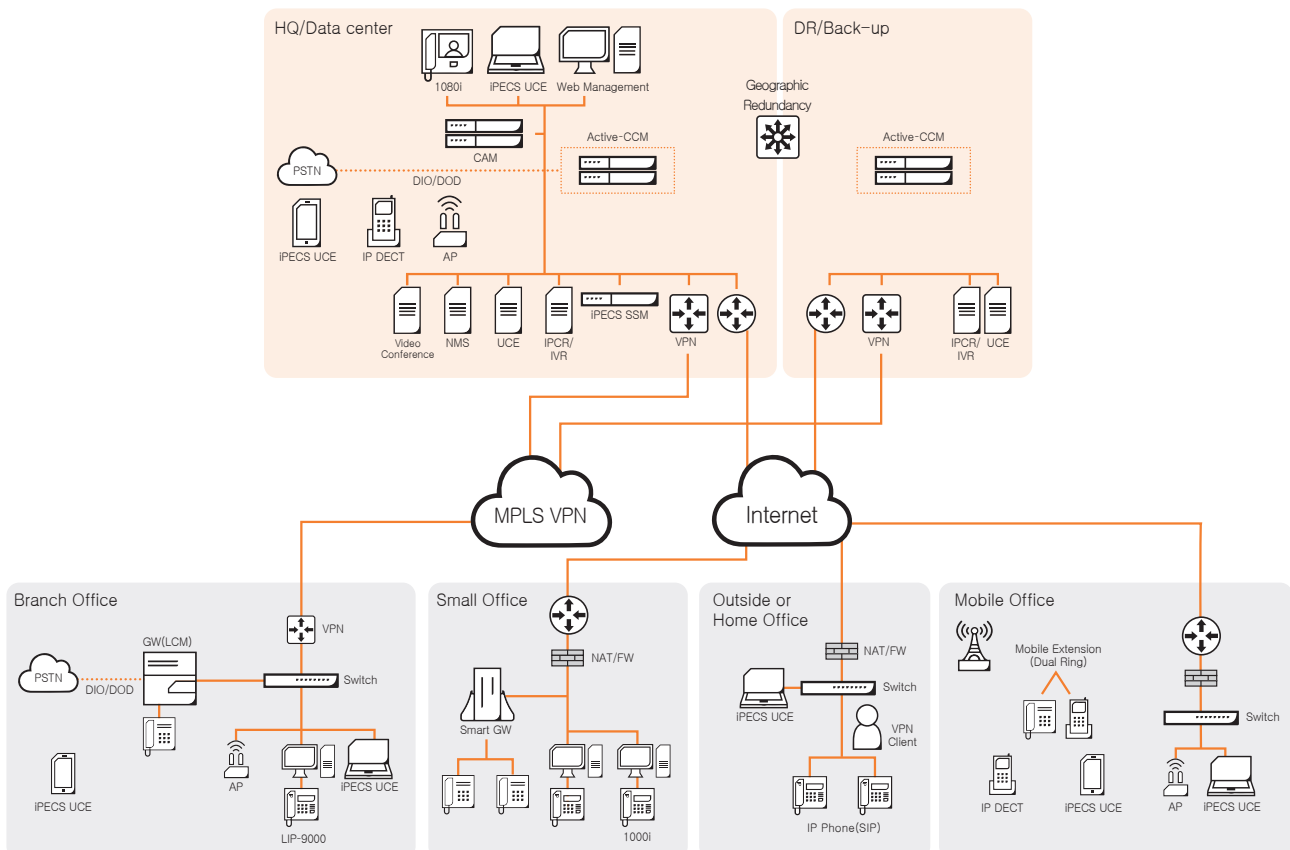 HQ/Data center
1080i
iPECS UCE
Web Management
CAM
Active-CCM
PSTN
DIO/DOD
iPECS UCE
IP DECT
AP
Video
Conference
NMS
UCE
IPCR/
IVR
iPECS SSM
VPN
DR/Back-up
Geographic
Redundancy
Active-CCM
VPN
IPCR/
IVR
UCE
MPLS VPN
Internet
Branch Office
VPN
GW(LCM)
PSTN
DIO/DOD
Switch
AP
iPECS UCE
iPECS UCE
LIP-9000
Small Office
NAT/FW
Smart GW
1000i
Outside or
Home Office
NAT/FW
Switch
iPECS UCE
VPN
Client
IP Phone(SIP)
Mobile Office
Mobile Extension
(Dual Ring)
Switch
IP DECT
iPECS UCE
AP
iPECS UCE